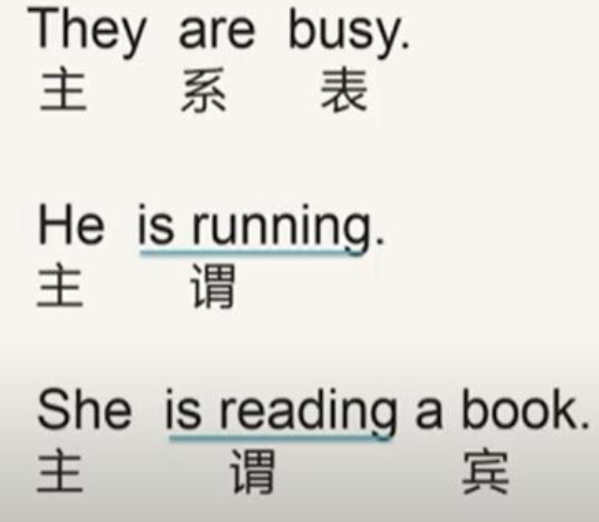 They are busy.
主 系 表
He is running.
主 谓
She is reading a book.
主 谓 宾